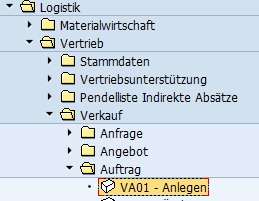 Logistik
Materialwirtschaft
Vertrieb
Stammdaten
Vertriebsunterstützung
Pendelliste Indirekte Absätze
Verkauf
Anfrage
Angebot
Auftrag
VA01 - Anlegen